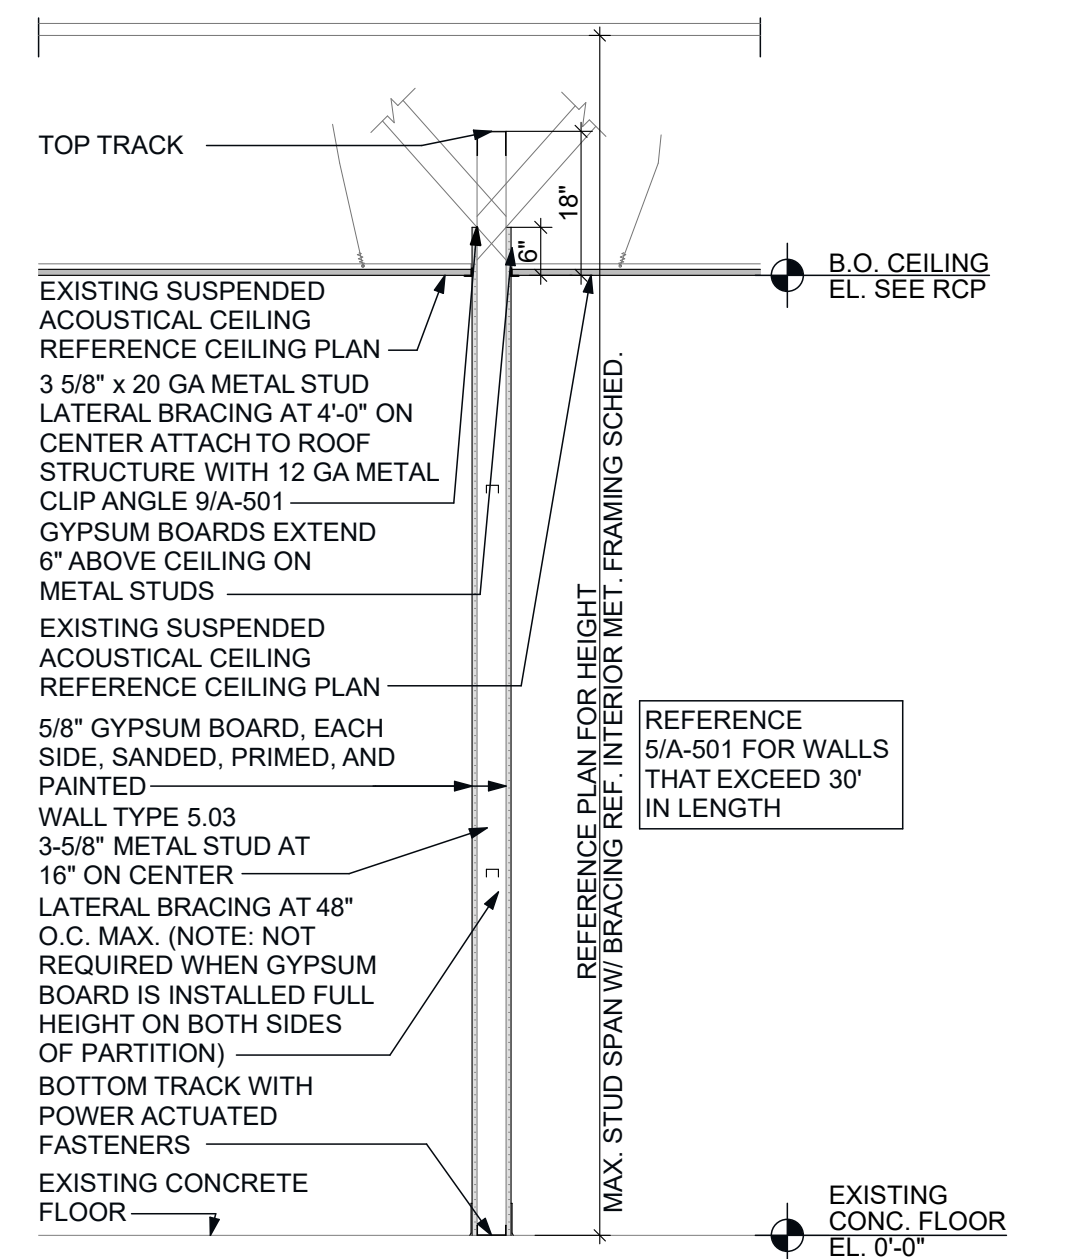 TOP TRACK
18"
6"
B.O. CEILING
EL. SEE RCP
EXISTING SUSPENDED
ACOUSTICAL CEILING
REFERENCE CEILING PLAN
3 5/8" x 20 GA METAL STUD
LATERAL BRACING AT 4'-0" ON
CENTER ATTACH TO ROOF
STRUCTURE WITH 12 GA METAL
CLIP ANGLE 9/A-501
GYPSUM BOARDS EXTEND
6" ABOVE CEILING ON
METAL STUDS
EXISTING SUSPENDED
ACOUSTICAL CEILING
REFERENCE CEILING PLAN
5/8" GYPSUM BOARD, EACH
SIDE, SANDED, PRIMED, AND
PAINTED
WALL TYPE 5.03
3-5/8" METAL STUD AT
16" ON CENTER
LATERAL BRACING AT 48"
O.C. MAX. (NOTE: NOT
REQUIRED WHEN GYPSUM
BOARD IS INSTALLED FULL
HEIGHT ON BOTH SIDES
OF PARTITION)
BOTTOM TRACK WITH
POWER ACTUATED
FASTENERS
EXISTING CONCRETE
FLOOR
REFERENCE PLAN FOR HEIGHT
MAX. STUD SPAN W/ BRACING REF. INTERIOR MET. FRAMING SCHED.
REFERENCE
5/A-501 FOR WALLS
THAT EXCEED 30'
IN LENGTH
EXISTING
CONC. FLOOR
EL. 0'-0"